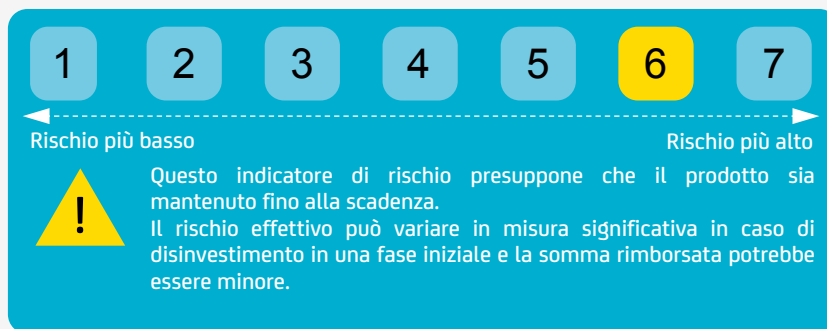 1 2 3 4 5 6 7
Rischio più basso Rischio più alto
Questo indicatore di rischio presuppone che il prodotto sia
mantenuto fino alla scadenza.
Il rischio effettivo può variare in misura significativa in caso di
disinvestimento in una fase iniziale e la somma rimborsata potrebbe
essere minore.
!